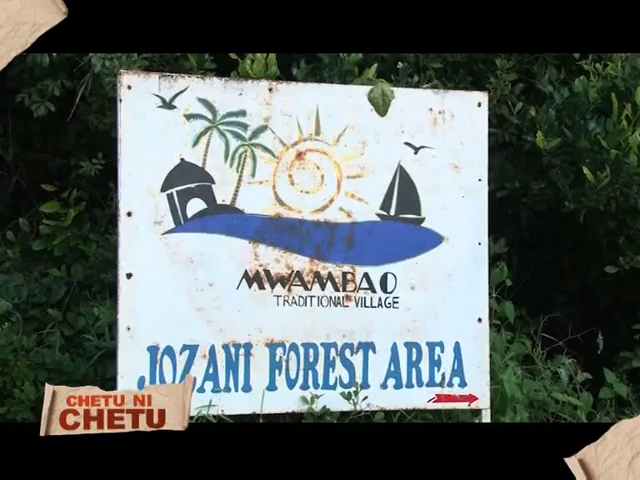 MWAMBAO
TRADITIONAL VILLAGE
JOZANI FOREST AREA
CHETU NI
CHETU